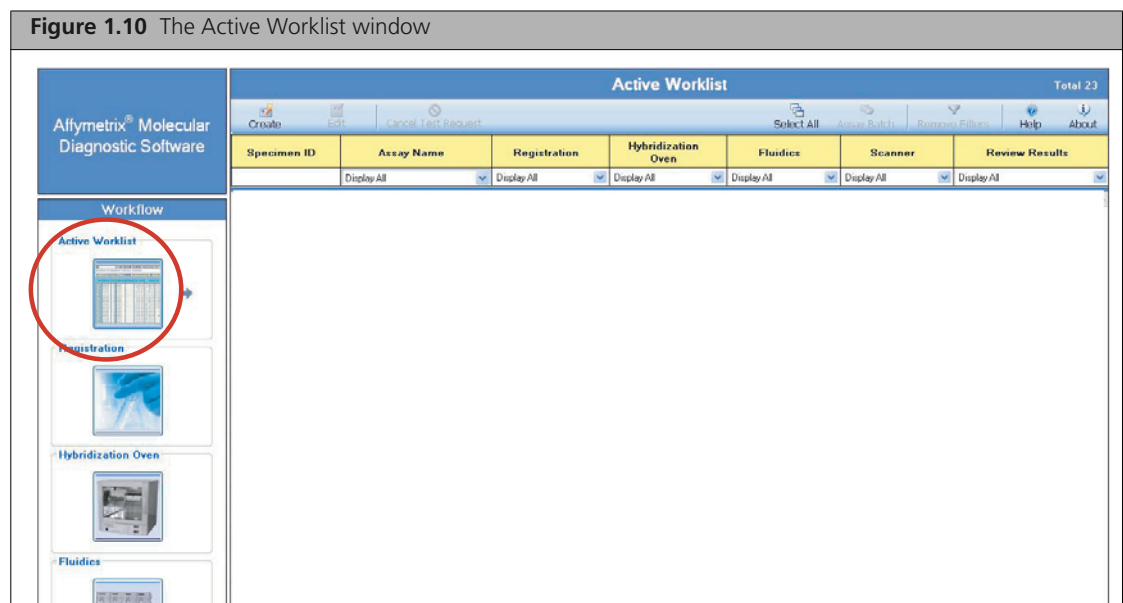 Figure 1.10 The Active Worklist window
Affymetrix® Molecular
Diagnostic Software
Active Worklist
Total 23
Create
Edit
Cancel Test Request
Select All
Assay Batch
Remove Filters
Help
About
Specimen ID
Assay Name
Registration
Hybridization
Oven
Fluidics
Scanner
Review Results
Display All
Display All
Display All
Display All
Display All
Display All
Workflow
Active Worklist
Registration
Hybridization Oven
Fluidics